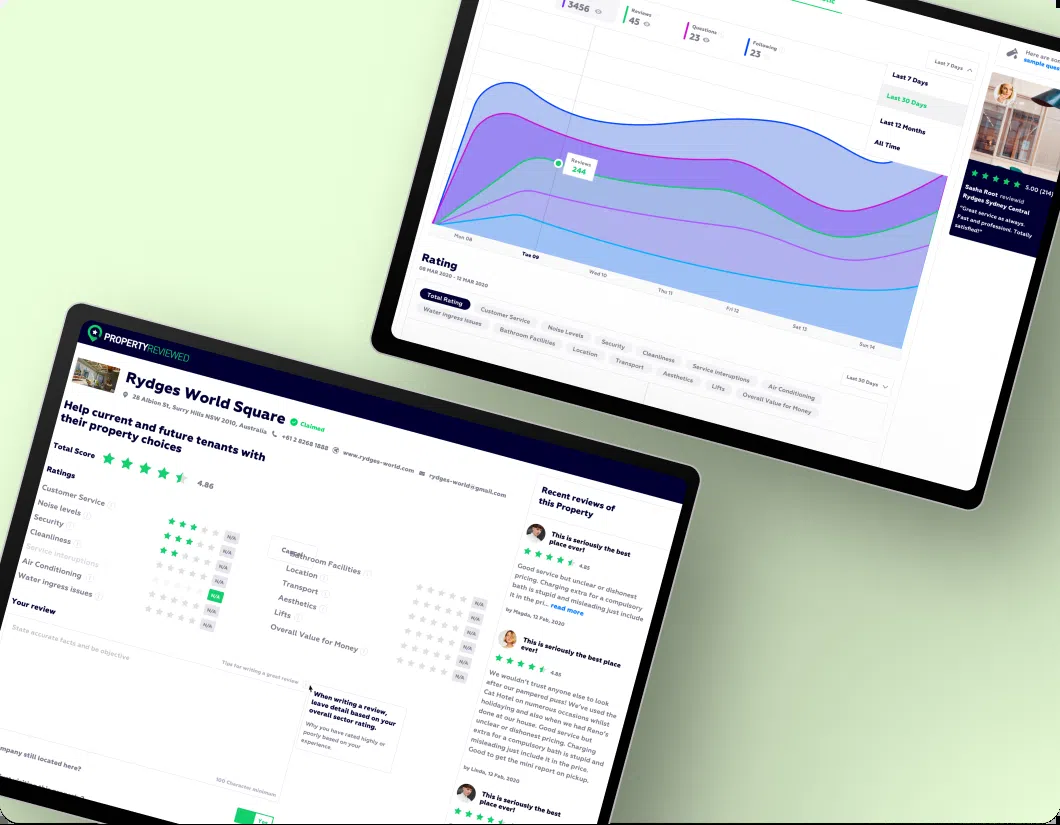 3456
Reviews
45
Questions
23
Following
23
Last 7 Days
Last 7 Days
Last 30 Days
Last 12 Months
All Time
Reviews
244
Mon 08
Tue 09
Wed 10
Thu 11
Fri 12
Sat 13
Sun 14
Rating
08 MAR 2020 - 12 MAR 2020
Last 30 Days
Total Rating
Customer Service
Noise Levels
Security
Cleanliness
Service interuptions
Air Conditioning
Water ingress issues
Bathroom Facilities
Location
Transport
Aesthetics
Lifts
Overall Value for Money
Here are som
sample ques
5.00 (214)
Sasha Root reviewid
Rydges Sydney Central
"Great service as always.
Fast and professionl. Totally
satisfied!"
PROPERTYREVIEWED
Rydges World Square
Claimed
28 Albion St, Surry Hills NSW 2010, Australia
+61 2 8268 1888
www.rydges-world.com
rydges-world@gmail.com
Help current and future tenants with
their property choices
Total Score
4.86
Ratings
Customer Service
N/A
Noise levels
N/A
Security
N/A
Cleanliness
N/A
Service interuptions
N/A
Air Conditioning
N/A
Water ingress issues
N/A
Bathroom Facilities
N/A
Location
N/A
Transport
N/A
Aesthetics
N/A
Lifts
N/A
Overall Value for Money
N/A
Your review
State accurate facts and be objective
Tips for writing a great review
When writing a review,
leave detail based on your
overall sector rating.
Why you have rated highly or
poorly based on your
experience.
100 Character minimum
mpany still located here?
Yes
Recent reviews of
this Property
This is seriously the best
place ever!
4.85
Good service but unclear or dishonest
pricing. Charging extra for a compulsory
bath is stupid and misleading just include
it in the pri... read more
by Magda, 12 Feb, 2020
This is seriously the best place
ever!
4.85
We wouldn't trust anyone else to look
after our pampered puss! We've used the
Cat Hotel on numerous occasions whilst
holidaying and also when we had Reno's
done at our house. Good service but
unclear or dishonest pricing. Charging
extra for a compulsory bath is stupid and
misleading just include it in the price.
Good to get the mini report on pickup.
by Linda, 12 Feb, 2020
This is seriously the best
place ever!